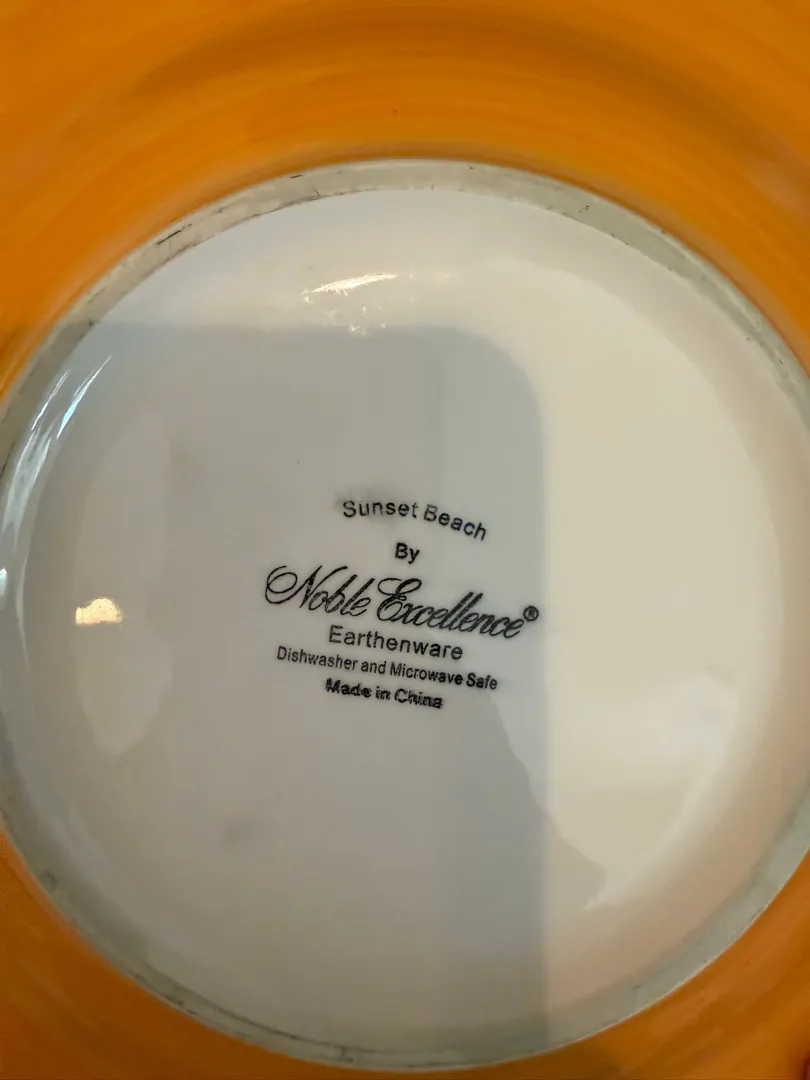 Sunset Beach
By
Noble Excellence®
Earthenware
Dishwasher and Microwave Safe
Made in China